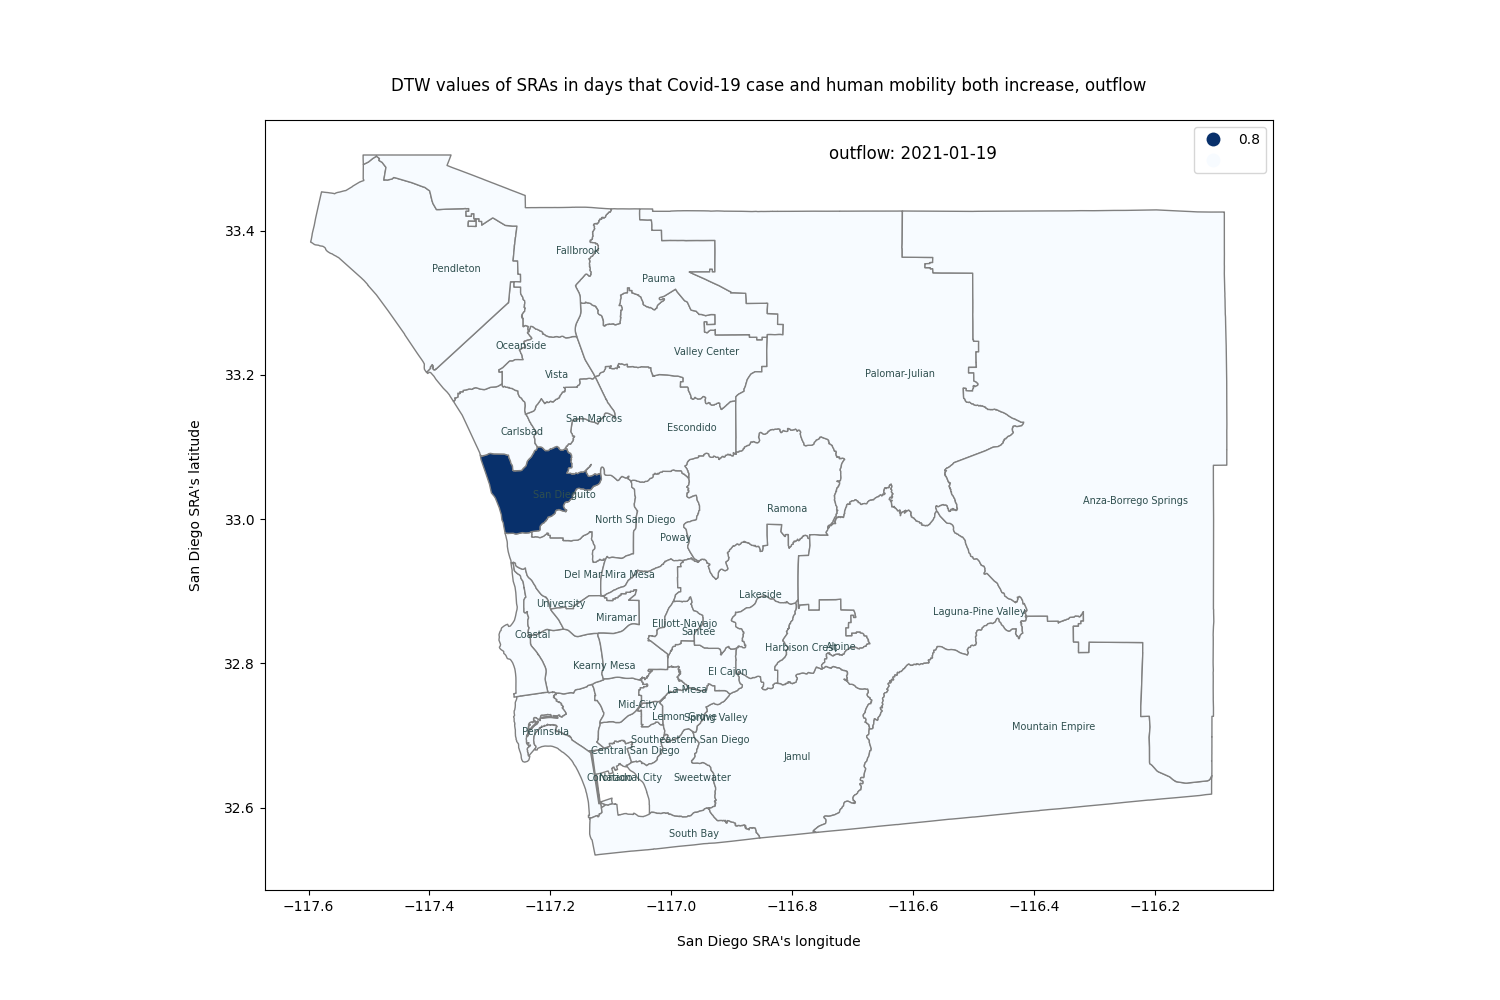 DTW values of SRAs in days that Covid-19 case and human mobility both increase, outflow
outflow: 2021-01-19
0.8
33.4
33.2
33.0
32.8
32.6
San Diego SRA's latitude
Fallbrook
Pendleton
Pauma
Oceanside
Valley Center
Vista
Palomar-Julian
San Marcos
Carlsbad
Escondido
San Dieguito
Anza-Borrego Springs
Ramona
North San Diego
Poway
Del Mar-Mira Mesa
Lakeside
University
Laguna-Pine Valley
Miramar
Elliott-Navajo
Santee
Coastal
Harbison Crest
Alpine
Kearny Mesa
El Cajon
La Mesa
Mid-City
Lemon Grove
Spring Valley
Mountain Empire
Peninsula
Southeastern San Diego
Central San Diego
Jamul
Coronado
National City
Sweetwater
South Bay
−117.6
−117.4
−117.2
−117.0
−116.8
−116.6
−116.4
−116.2
San Diego SRA's longitude